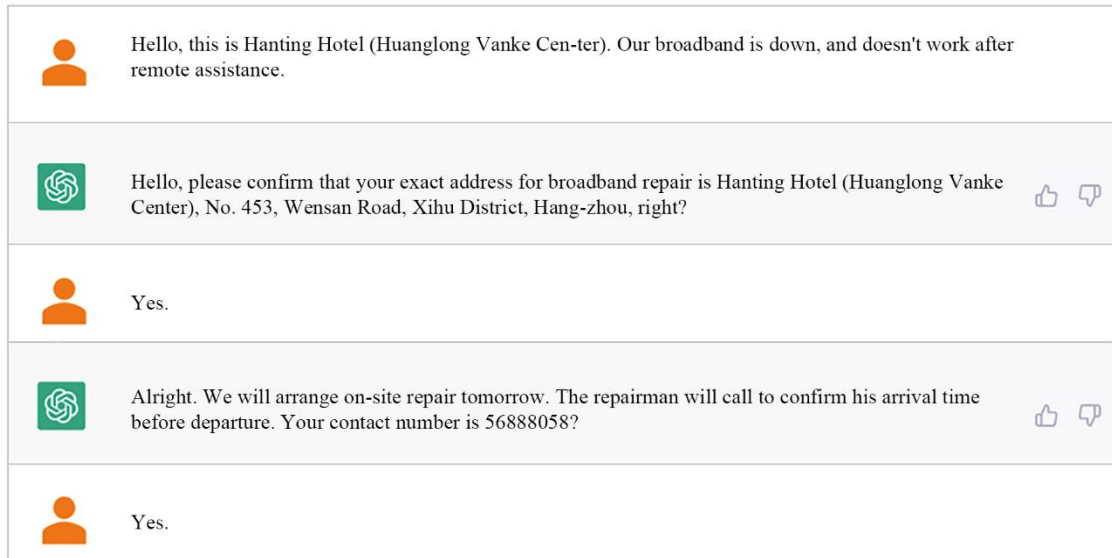 Hello, this is Hanting Hotel (Huanglong Vanke Cen-ter). Our broadband is down, and doesn't work after
remote assistance.
Hello, please confirm that your exact address for broadband repair is Hanting Hotel (Huanglong Vanke
Center), No. 453, Wensan Road, Xihu District, Hang-zhou, right?
Yes.
Alright. We will arrange on-site repair tomorrow. The repairman will call to confirm his arrival time
before departure. Your contact number is 56888058?
Yes.